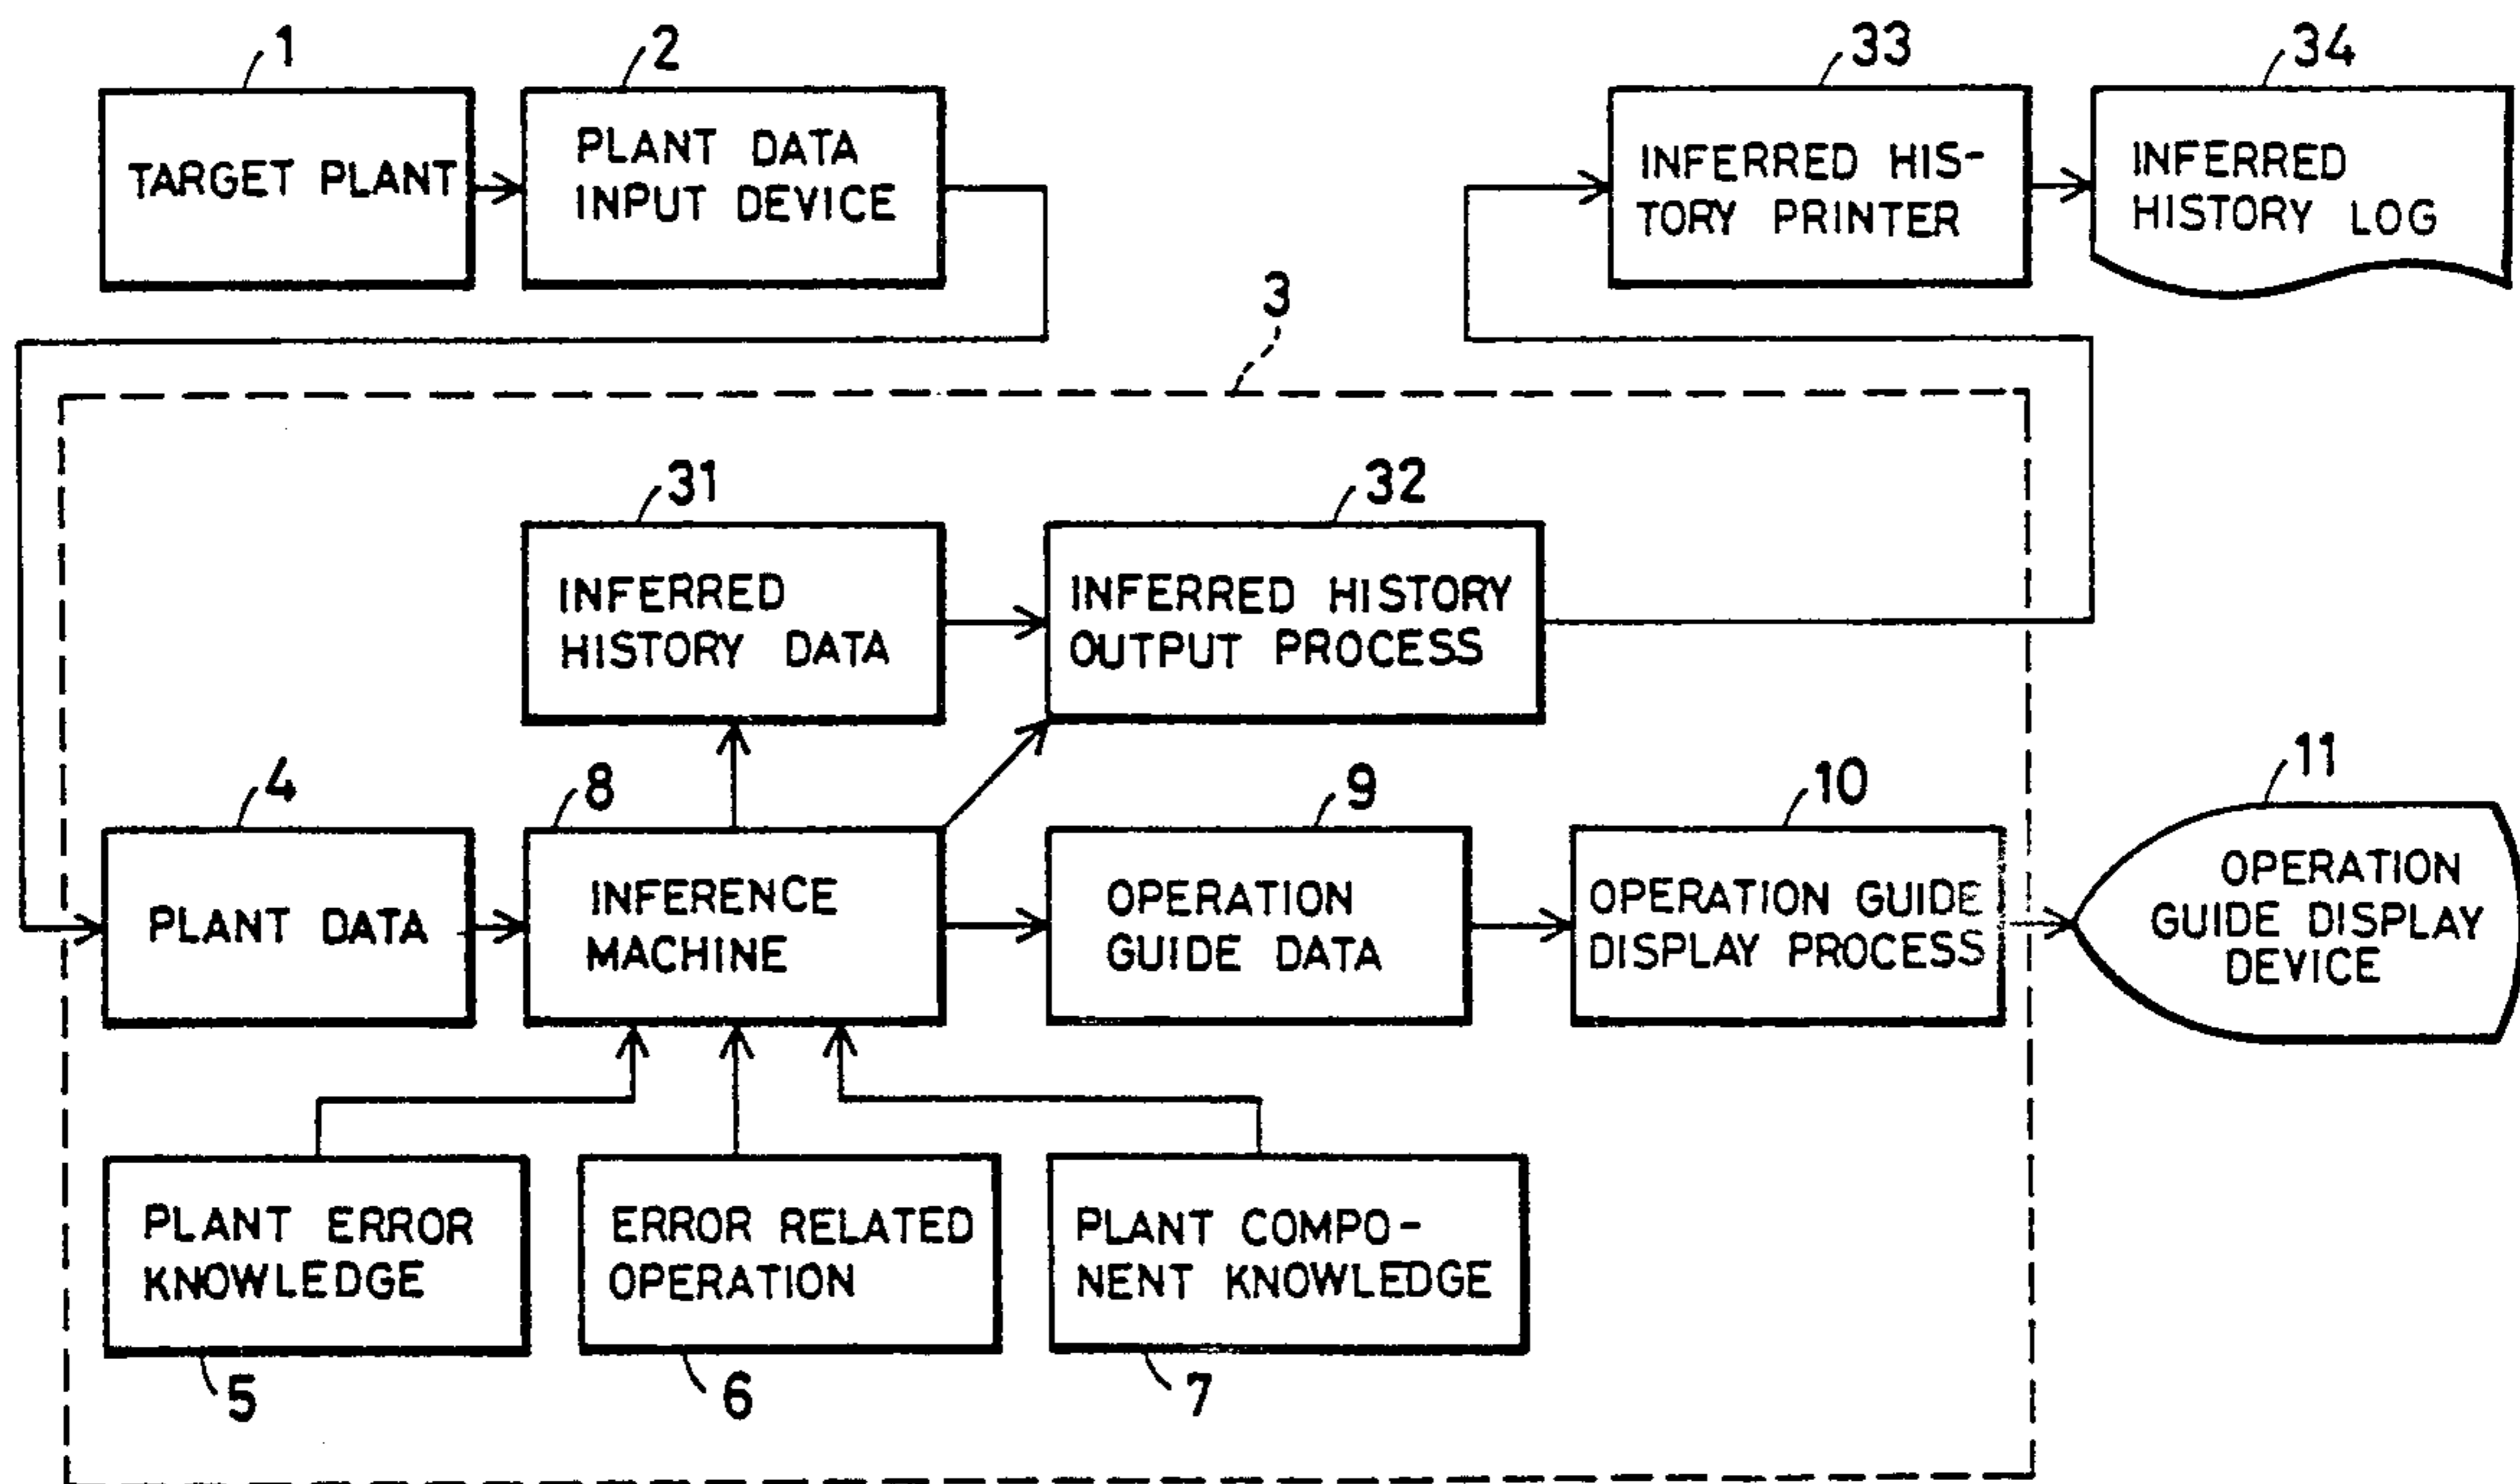 1
2
33
34
TARGET PLANT
PLANT DATA
INPUT DEVICE
INFERRED HIS-
TORY PRINTER
INFERRED
HISTORY LOG
3
31
32
INFERRED
HISTORY DATA
INFERRED HISTORY
OUTPUT PROCESS
4
8
9
10
11
PLANT DATA
INFERENCE
MACHINE
OPERATION
GUIDE DATA
OPERATION GUIDE
DISPLAY PROCESS
OPERATION
GUIDE DISPLAY
DEVICE
PLANT ERROR
KNOWLEDGE
ERROR RELATED
OPERATION
PLANT COMPO-
NENT KNOWLEDGE
5
6
7